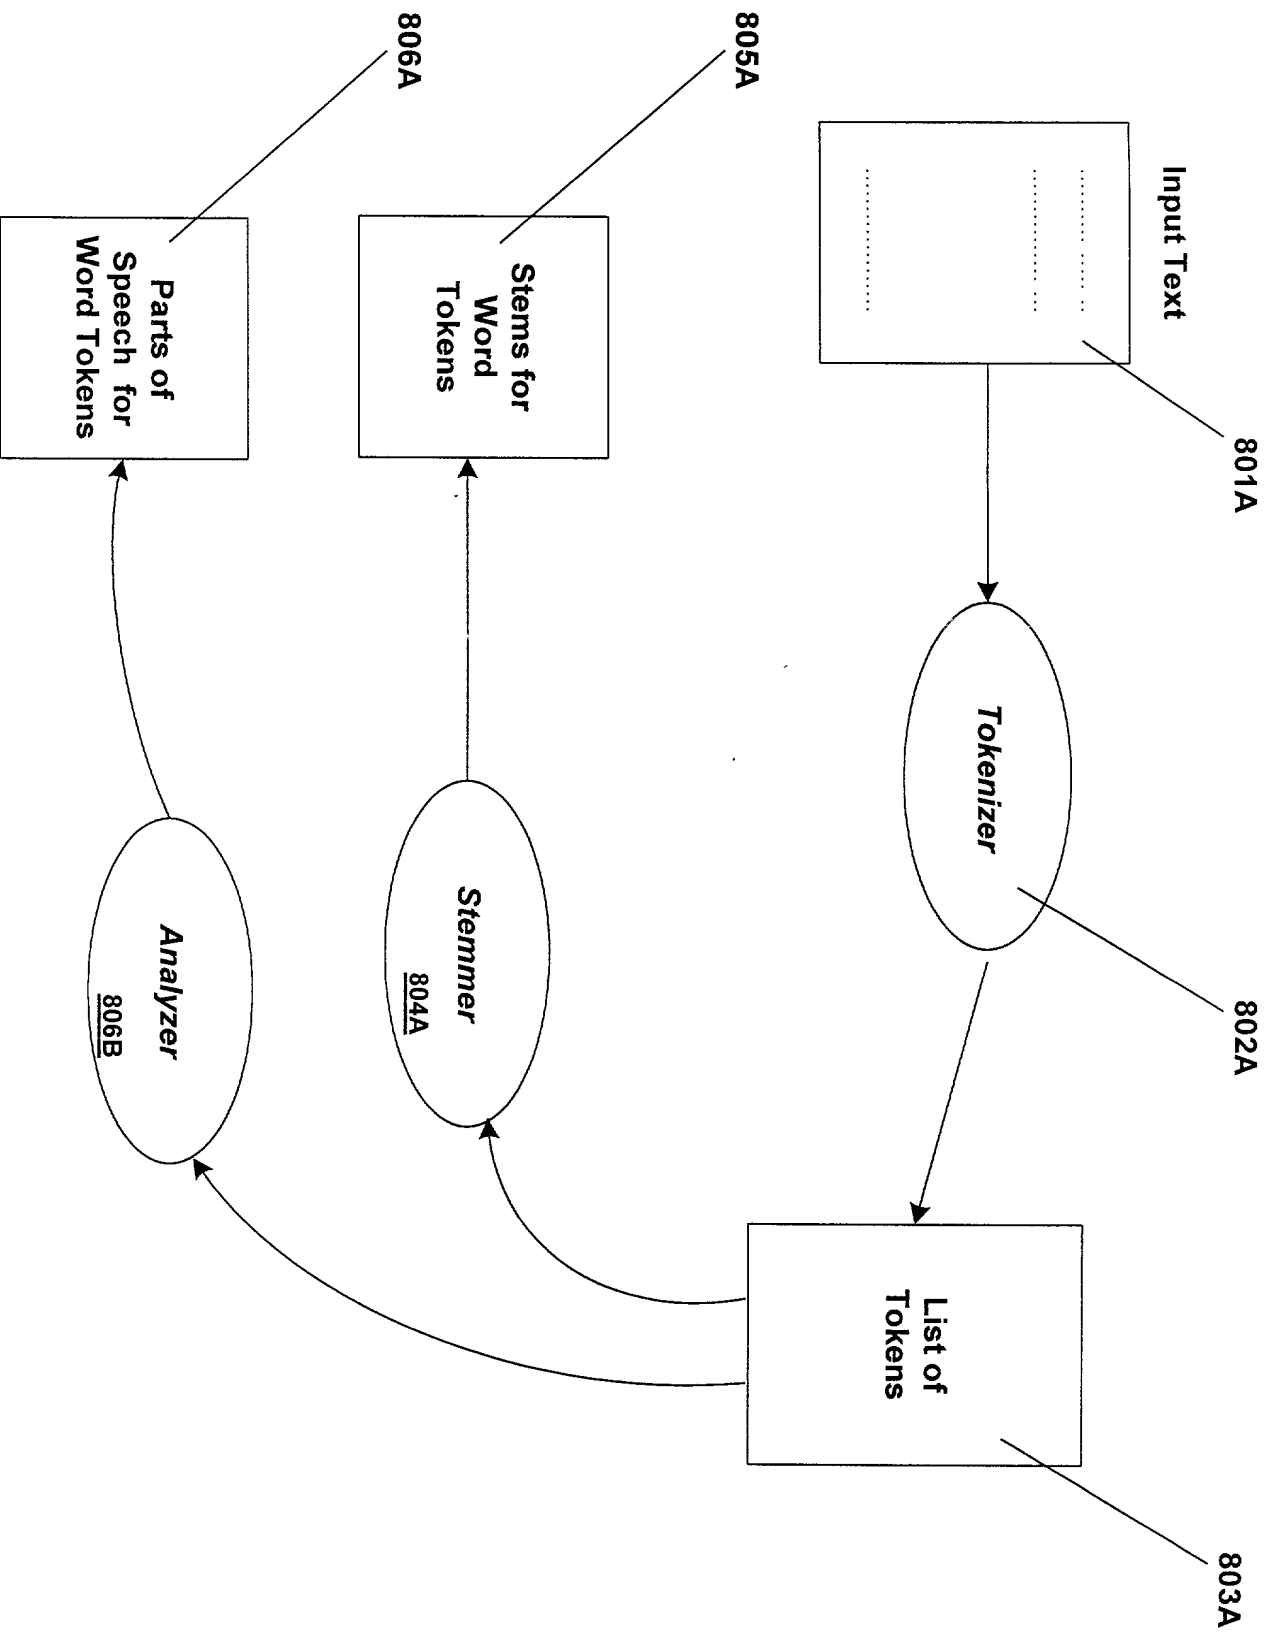 Input Text
801A
Tokenizer
802A
List of
Tokens
803A
805A
Stems for
Word
Tokens
Stemmer
804A
806A
Parts of
Speech for
Word Tokens
Analyzer
806B